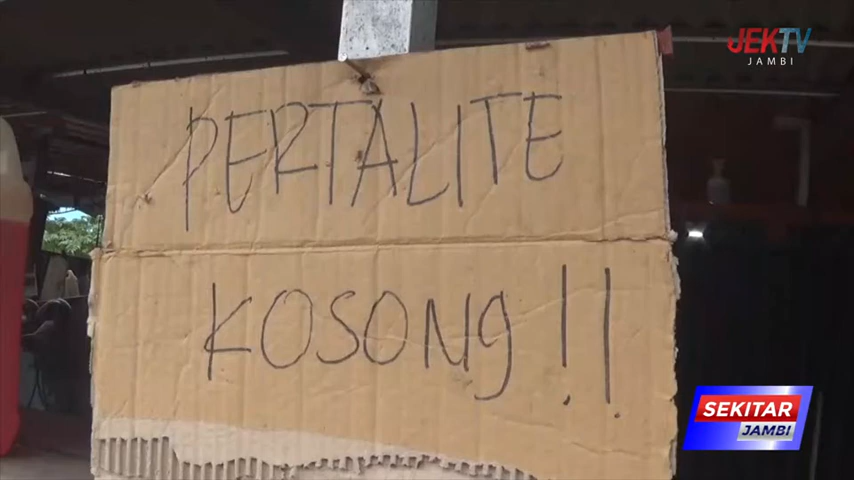 JEKTV
JAMBI
PERTALITE
KOSONG!!
SEKITAR
JAMBI